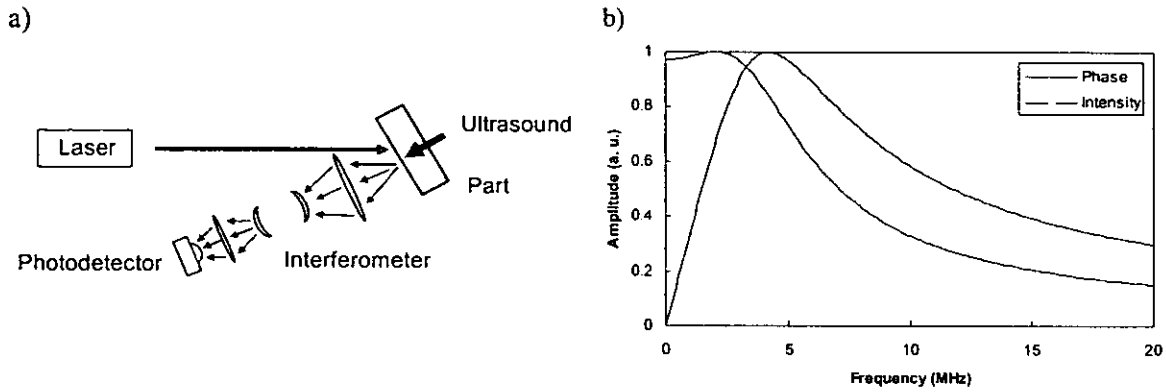 a)
Laser
Ultrasound
Part
Interferometer
Photodetector
b)
Phase
Intensity
Amplitude (a. u.)
1
0.8
0.6
0.4
0.2
0
0 5 10 15 20
Frequency (MHz)